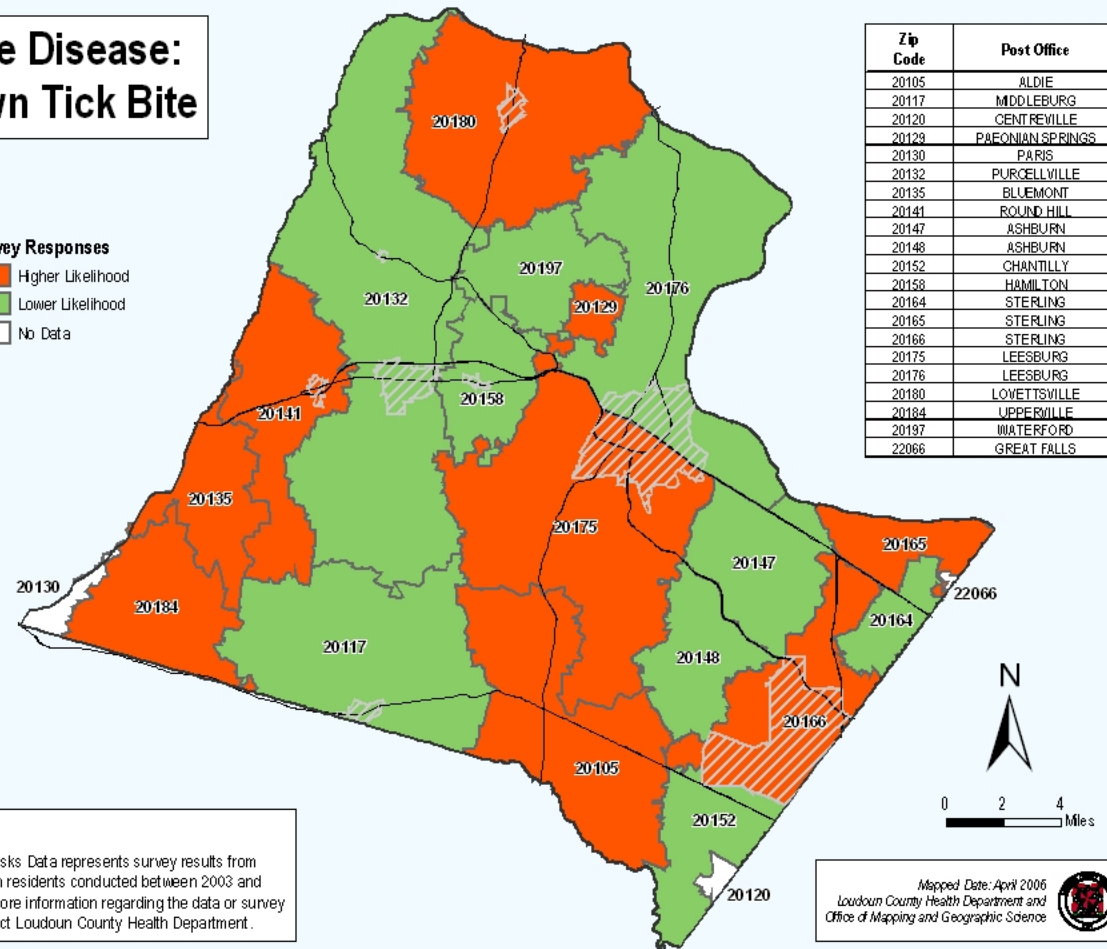 Disease:
Tick Bite
Responses
Higher Likelihood
Lower Likelihood
No Data
Zip Code Post Office
20105 ALDIE
20117 MIDDLEBURG
20120 CENTREVILLE
20129 PAEONIAN SPRINGS
20130 PARIS
20132 PURCELLVILLE
20135 BLUEMONT
20141 ROUND HILL
20147 ASHBURN
20148 ASHBURN
20152 CHANTILLY
20158 HAMILTON
20164 STERLING
20165 STERLING
20166 STERLING
20175 LEESBURG
20176 LEESBURG
20180 LOVETTSVILLE
20184 UPPERVILLE
20197 WATERFORD
22066 GREAT FALLS
20180
20197
20176
20132
20129
20158
20141
20135
20175
20165
20147
20130
22066
20184
20164
20117
20148
20166
20105
20152
20120
N
0 2 4
Miles
Data represents survey results from
residents conducted between 2003 and
information regarding the data or survey
Loudoun County Health Department.
Mapped Date: April 2006
Loudoun County Health Department and
Office of Mapping and Geographic Science